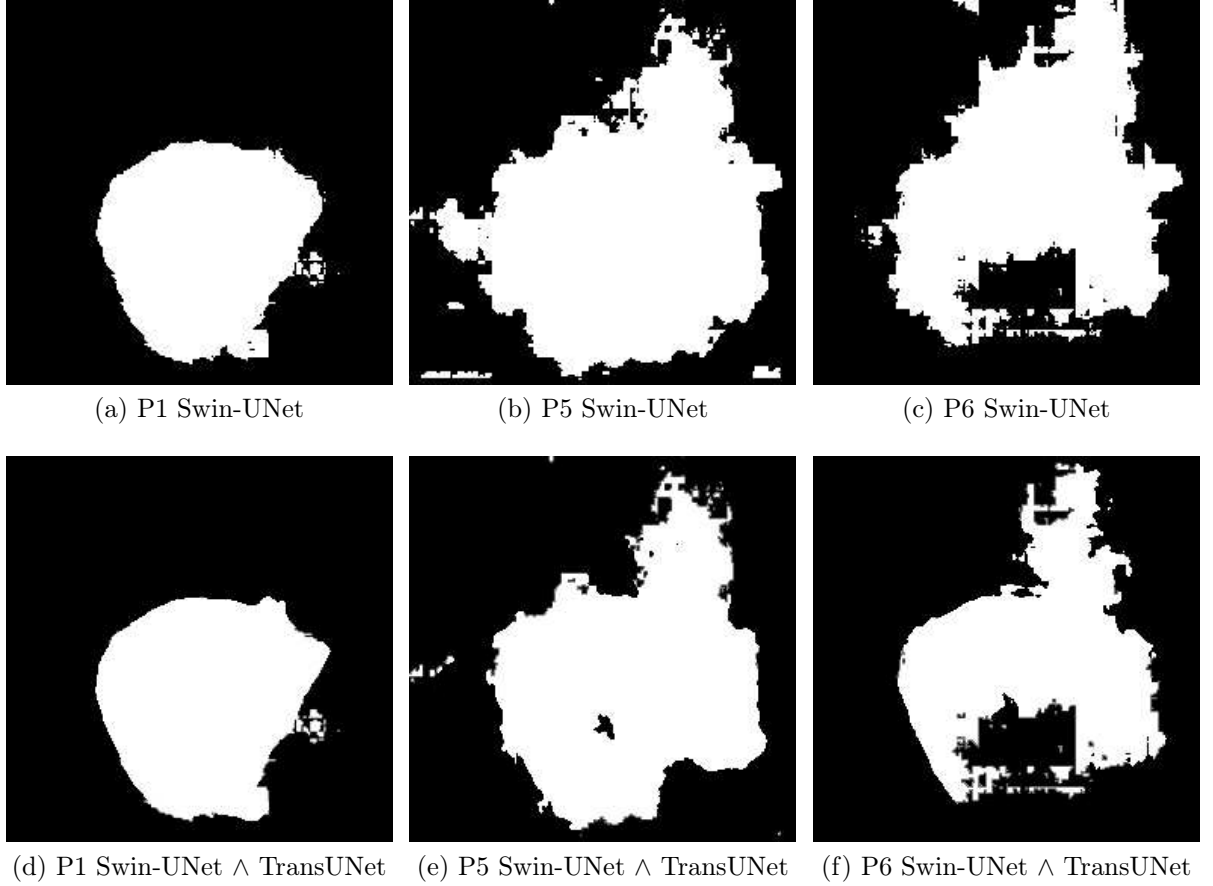 (a) P1 Swin-UNet
(b) P5 Swin-UNet
(c) P6 Swin-UNet
(d) P1 Swin-UNet ∧ TransUNet
(e) P5 Swin-UNet ∧ TransUNet
(f) P6 Swin-UNet ∧ TransUNet